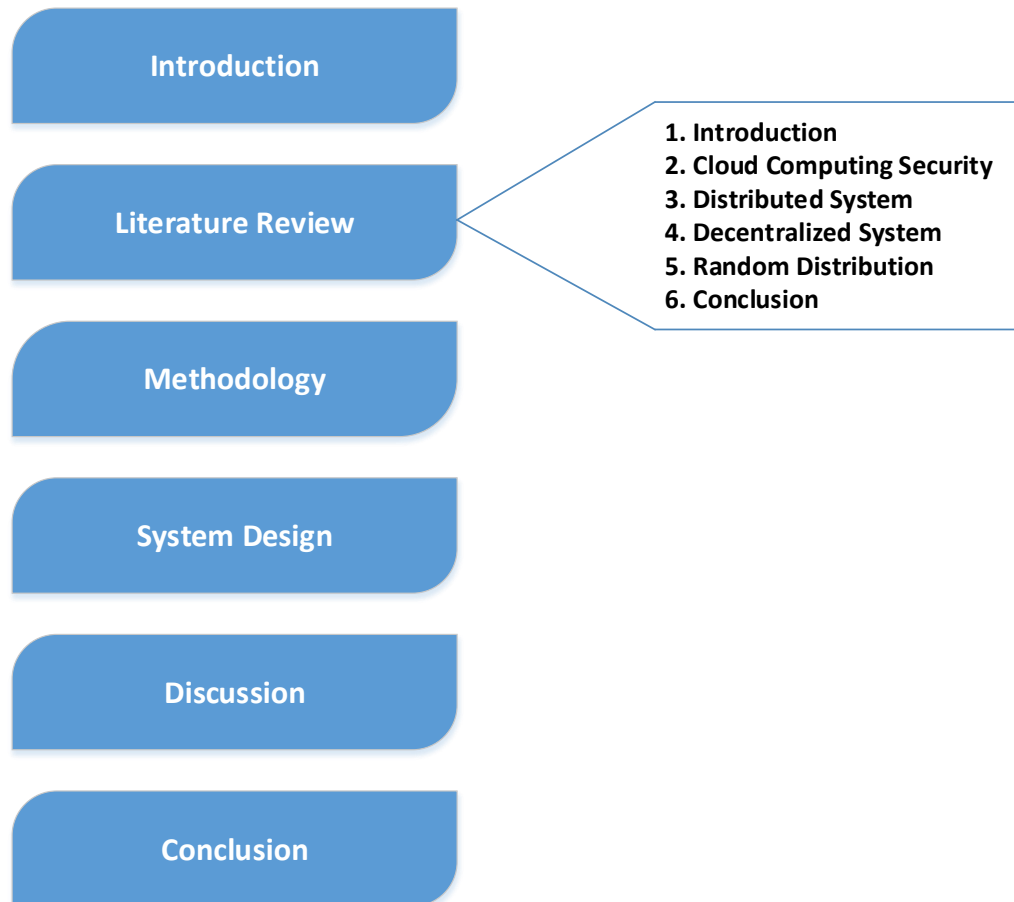 Introduction
Literature Review
1. Introduction
2. Cloud Computing Security
3. Distributed System
4. Decentralized System
5. Random Distribution
6. Conclusion
Methodology
System Design
Discussion
Conclusion